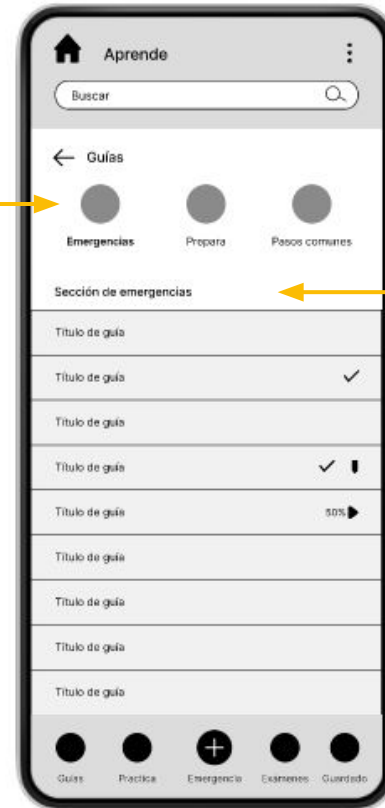 Aprende
Buscar
Guías
Emergencias Prepara Pasos comunes
Sección de emergencias
Título de guía
Título de guía
Título de guía
Título de guía
Título de guía 50%
Título de guía
Título de guía
Título de guía
Título de guía
Guías Practica Emergencia Exámenes Guardado